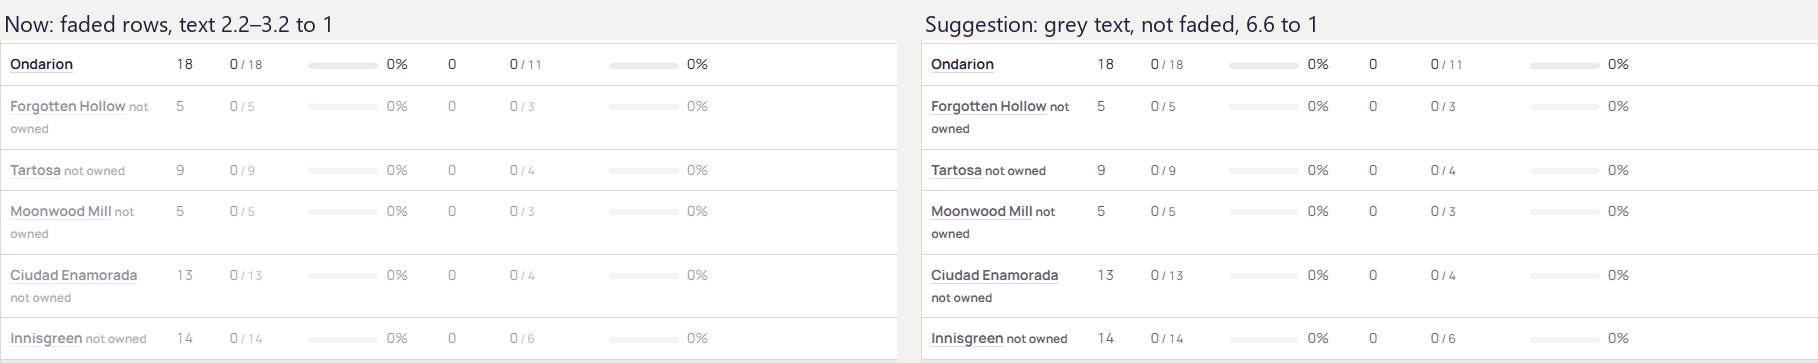 Now: faded rows, text 2.2–3.2 to 1
Ondarion 18 0 / 18 0% 0 0 / 11 0%
Forgotten Hollow not 5 0 / 5 0% 0 0 / 3 0%
owned
Tartosa not owned 9 0 / 9 0% 0 0 / 4 0%
Moonwood Mill not 5 0 / 5 0% 0 0 / 3 0%
owned
Ciudad Enamorada 13 0 / 13 0% 0 0 / 4 0%
not owned
Innisgreen not owned 14 0 / 14 0% 0 0 / 6 0%
Suggestion: grey text, not faded, 6.6 to 1
Ondarion 18 0 / 18 0% 0 0 / 11 0%
Forgotten Hollow not 5 0 / 5 0% 0 0 / 3 0%
owned
Tartosa not owned 9 0 / 9 0% 0 0 / 4 0%
Moonwood Mill not 5 0 / 5 0% 0 0 / 3 0%
owned
Ciudad Enamorada 13 0 / 13 0% 0 0 / 4 0%
not owned
Innisgreen not owned 14 0 / 14 0% 0 0 / 6 0%